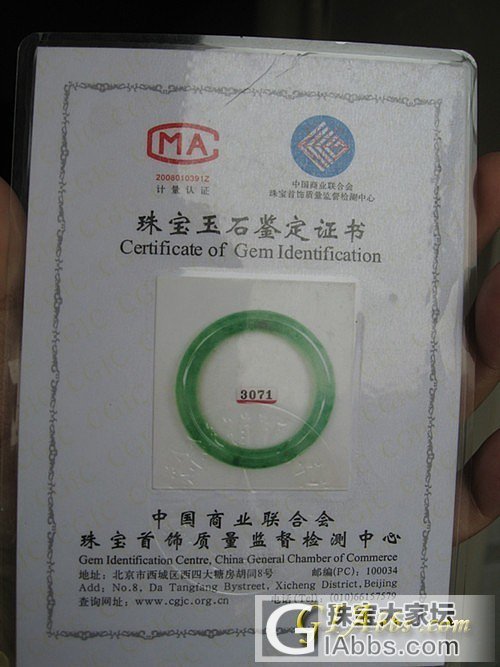 CMA
2008010391Z
计量认证
中国商业联合会
珠宝首饰质量监督检测中心
珠宝玉石鉴定证书
Certificate of Gem Identification
3071
中国商业联合会
珠宝首饰质量监督检测中心
Gem Identification Centre, China General Chamber of Commerce
地址: 北京市西城区西四大糖房胡同8号 邮编(PC): 100034
Add: No.8, Da Tangfang Bystreet, Xicheng District, Beijing
查询网址: www.cgjc.org.cn
珠宝大家坛
GIAbbs.com